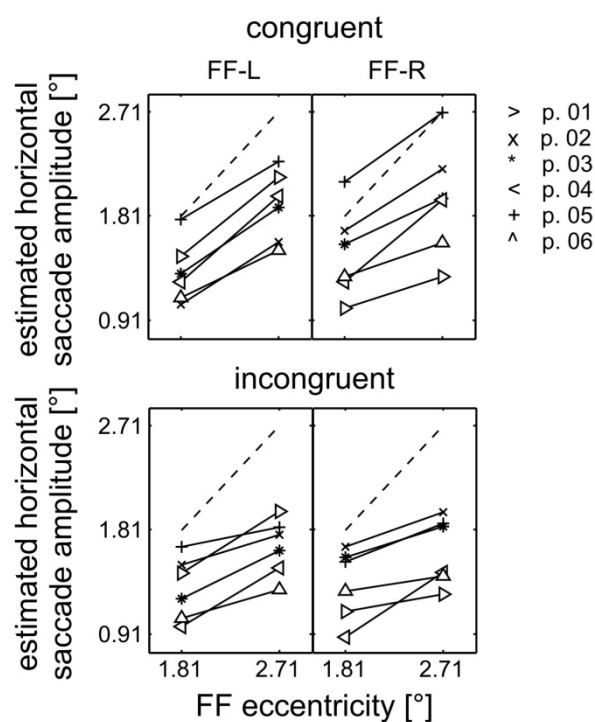 congruent
FF-L FF-R
estimated horizontal
saccade amplitude [°]
2.71
1.81
0.91
> p. 01
x p. 02
* p. 03
< p. 04
+ p. 05
^ p. 06
incongruent
estimated horizontal
saccade amplitude [°]
2.71
1.81
0.91
1.81 2.71 1.81 2.71
FF eccentricity [°]